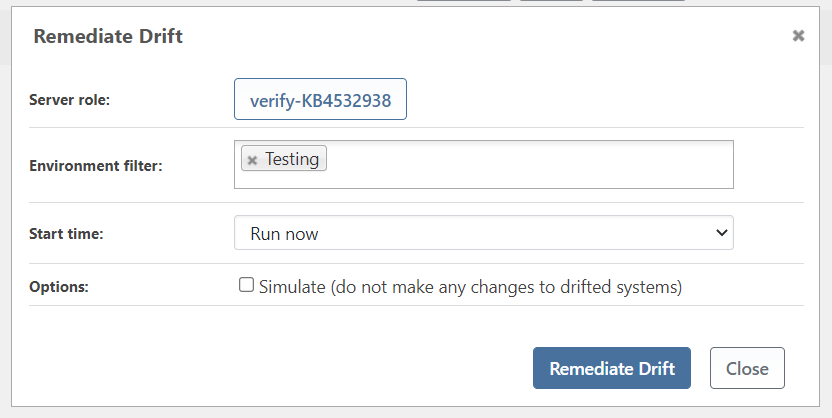 Remediate Drift
Server role:
verify-KB4532938
Environment filter:
Testing
Start time:
Run now
Options:
Simulate (do not make any changes to drifted systems)
Remediate Drift
Close